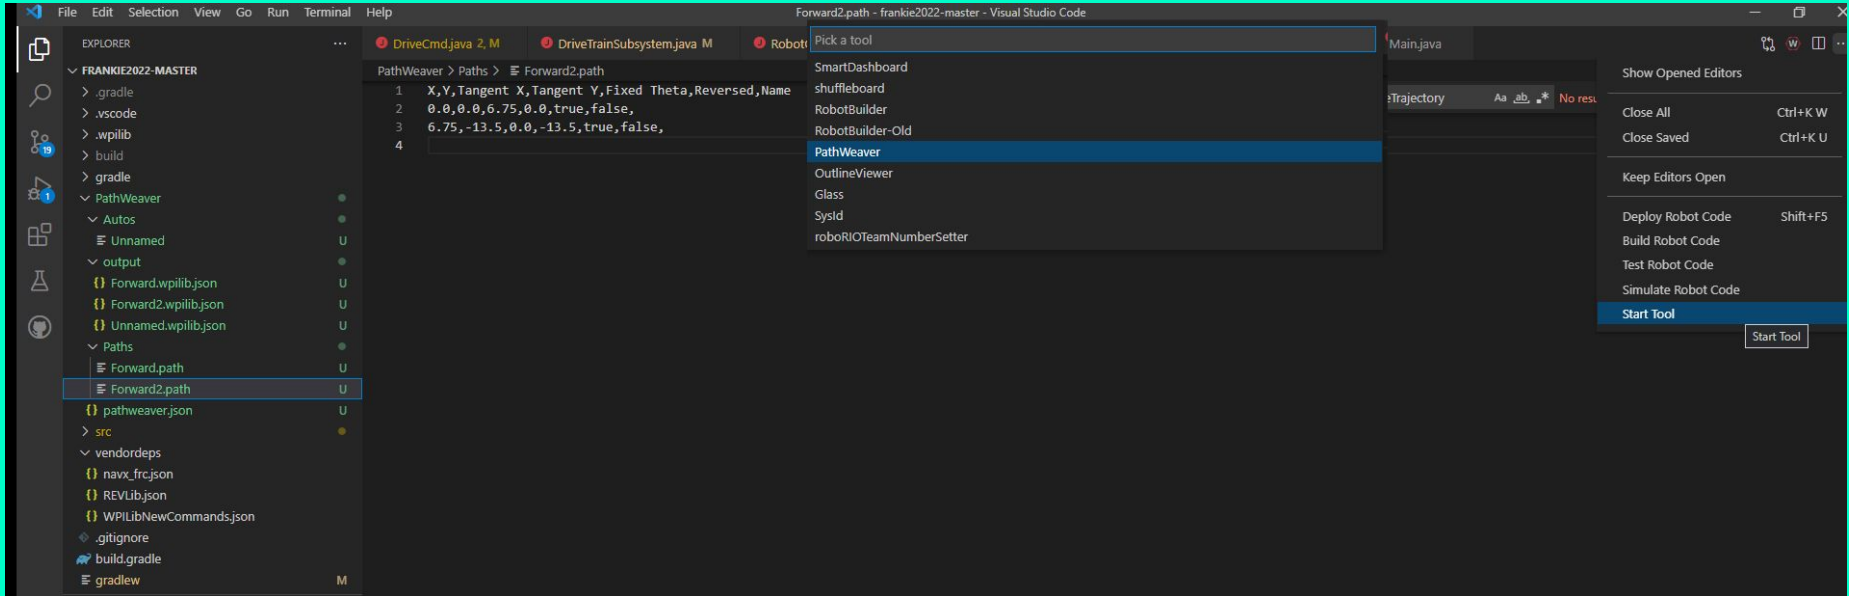 File Edit Selection View Go Run Terminal Help
Forward2.path - frankie2022-master - Visual Studio Code
EXPLORER
FRANKIE2022-MASTER
.gradle
.vscode
.wpilib
build
gradle
PathWeaver
Autos
Unnamed U
output
Forward.wpilib.json U
Forward2.wpilib.json U
Unnamed.wpilib.json U
Paths
Forward.path U
Forward2.path U
pathweaver.json U
src
vendordeps
navx_frc.json
REVLib.json
WPILibNewCommands.json
.gitignore
build.gradle
gradlew M
19
1
DriveCmd.java 2, M
DriveTrainSubsystem.java M
Main.java
PathWeaver > Paths > Forward2.path
1 X,Y,Tangent X,Tangent Y,Fixed Theta,Reversed,Name
2 0.0,0.0,6.75,0.0,true,false,
3 6.75,-13.5,0.0,-13.5,true,false,
4
Pick a tool
SmartDashboard
shuffleboard
RobotBuilder
RobotBuilder-Old
PathWeaver
OutlineViewer
Glass
SysId
roboRIOTeamNumberSetter
eTrajectory Aa ab .* No resu
W
Show Opened Editors
Close All Ctrl+K W
Close Saved Ctrl+K U
Keep Editors Open
Deploy Robot Code Shift+F5
Build Robot Code
Test Robot Code
Simulate Robot Code
Start Tool
Start Tool